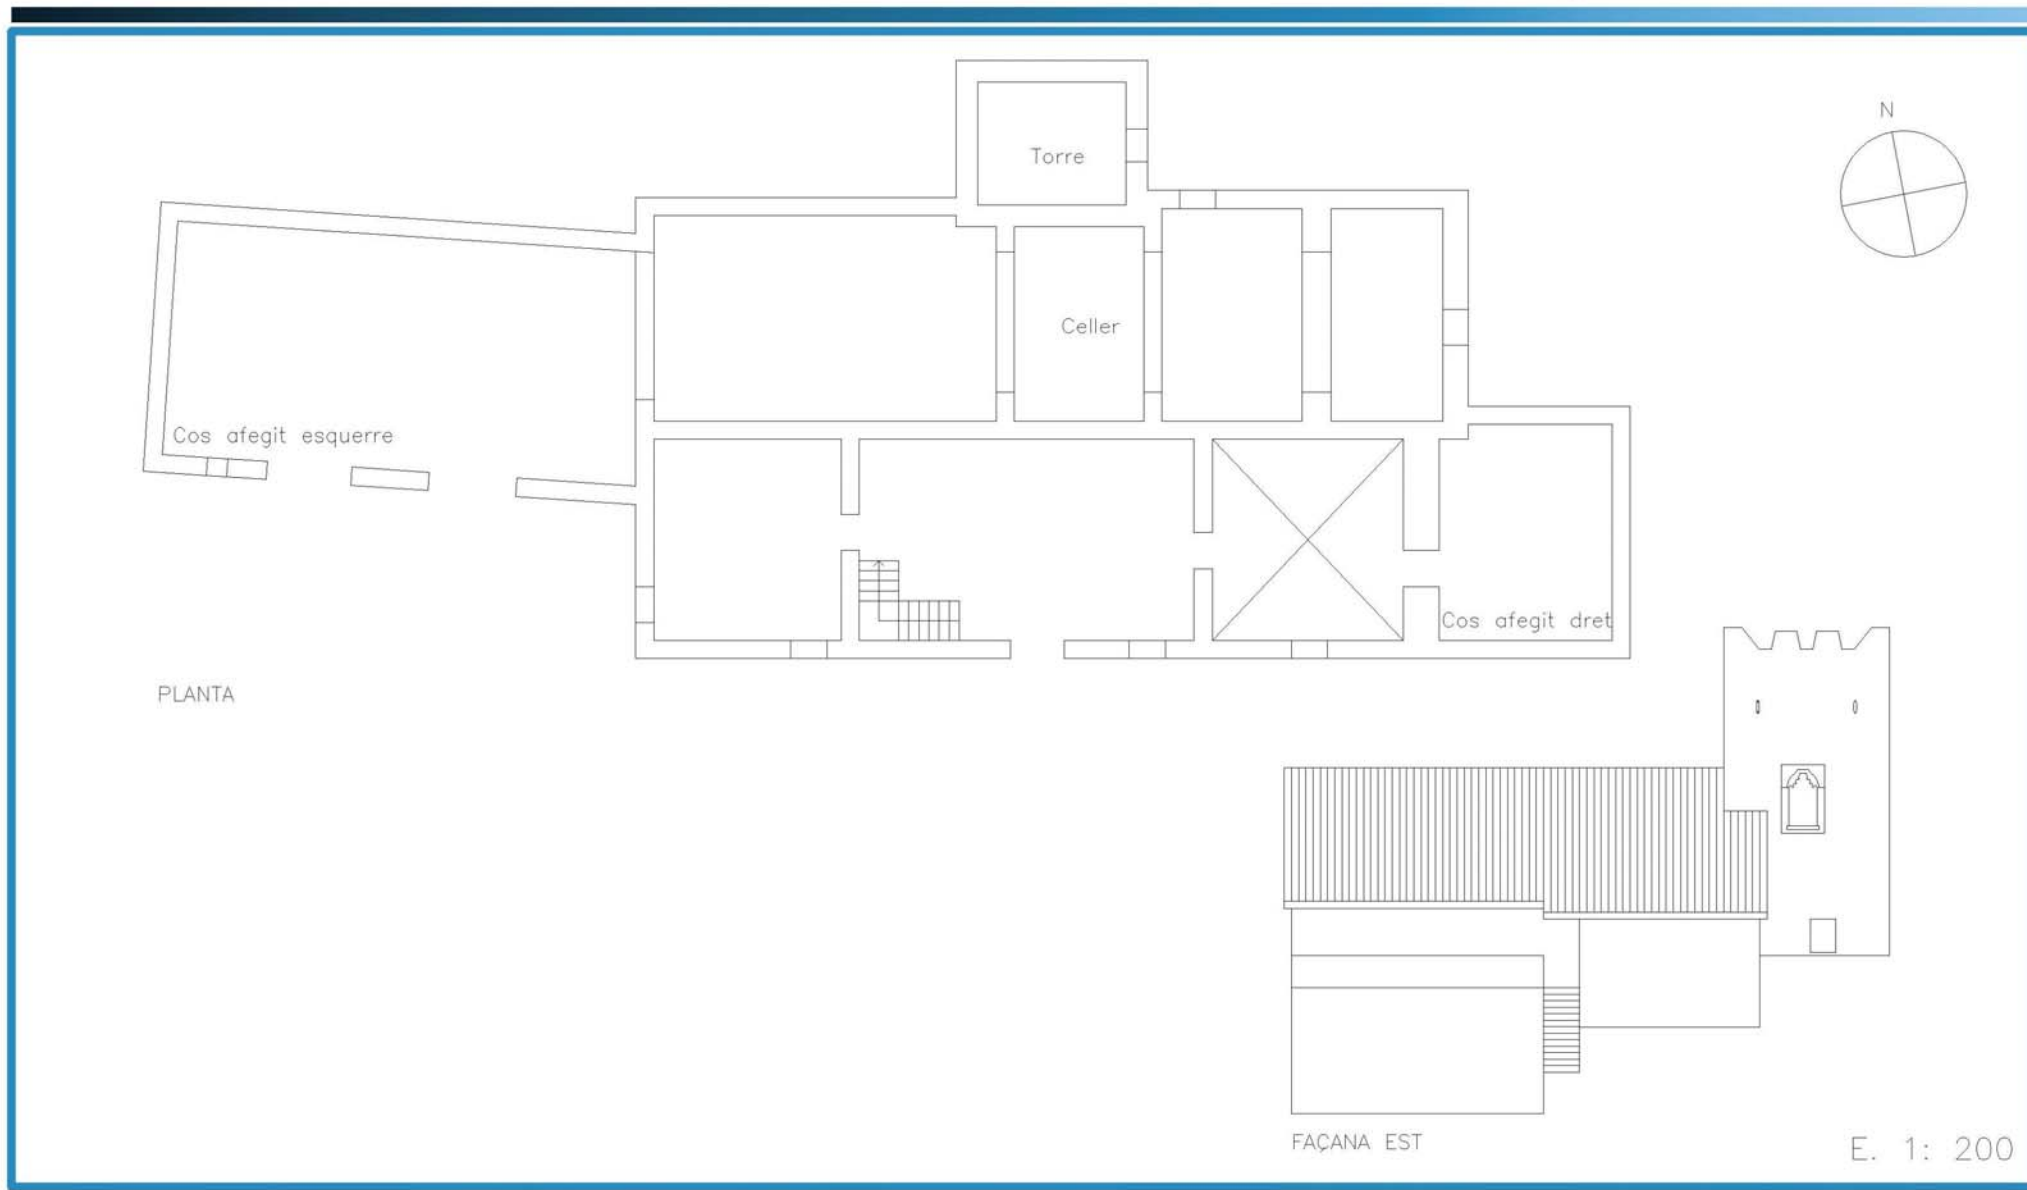 N
Torre
Celler
Cos afegit esquerre
Cos afegit dret
PLANTA
FAÇANA EST
E. 1: 200